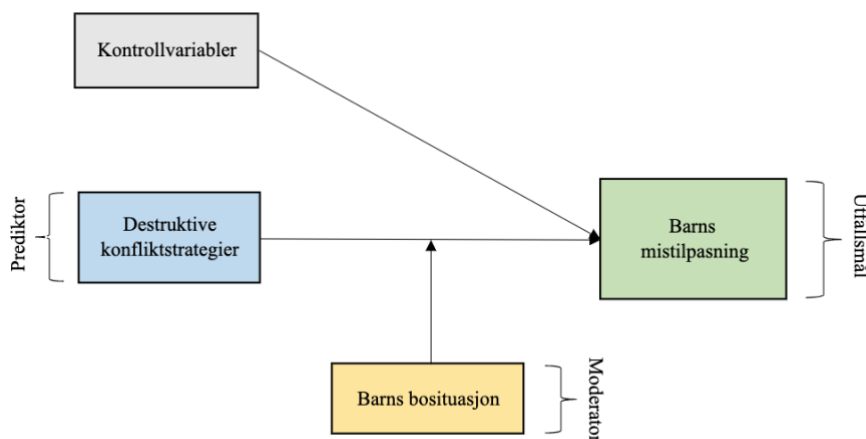 Kontrollvariabler
Prediktor
Destruktive
konfliktstrategier
Barns
mistilpasning
Utfallsmål
Barns bosituasjon
Moderator